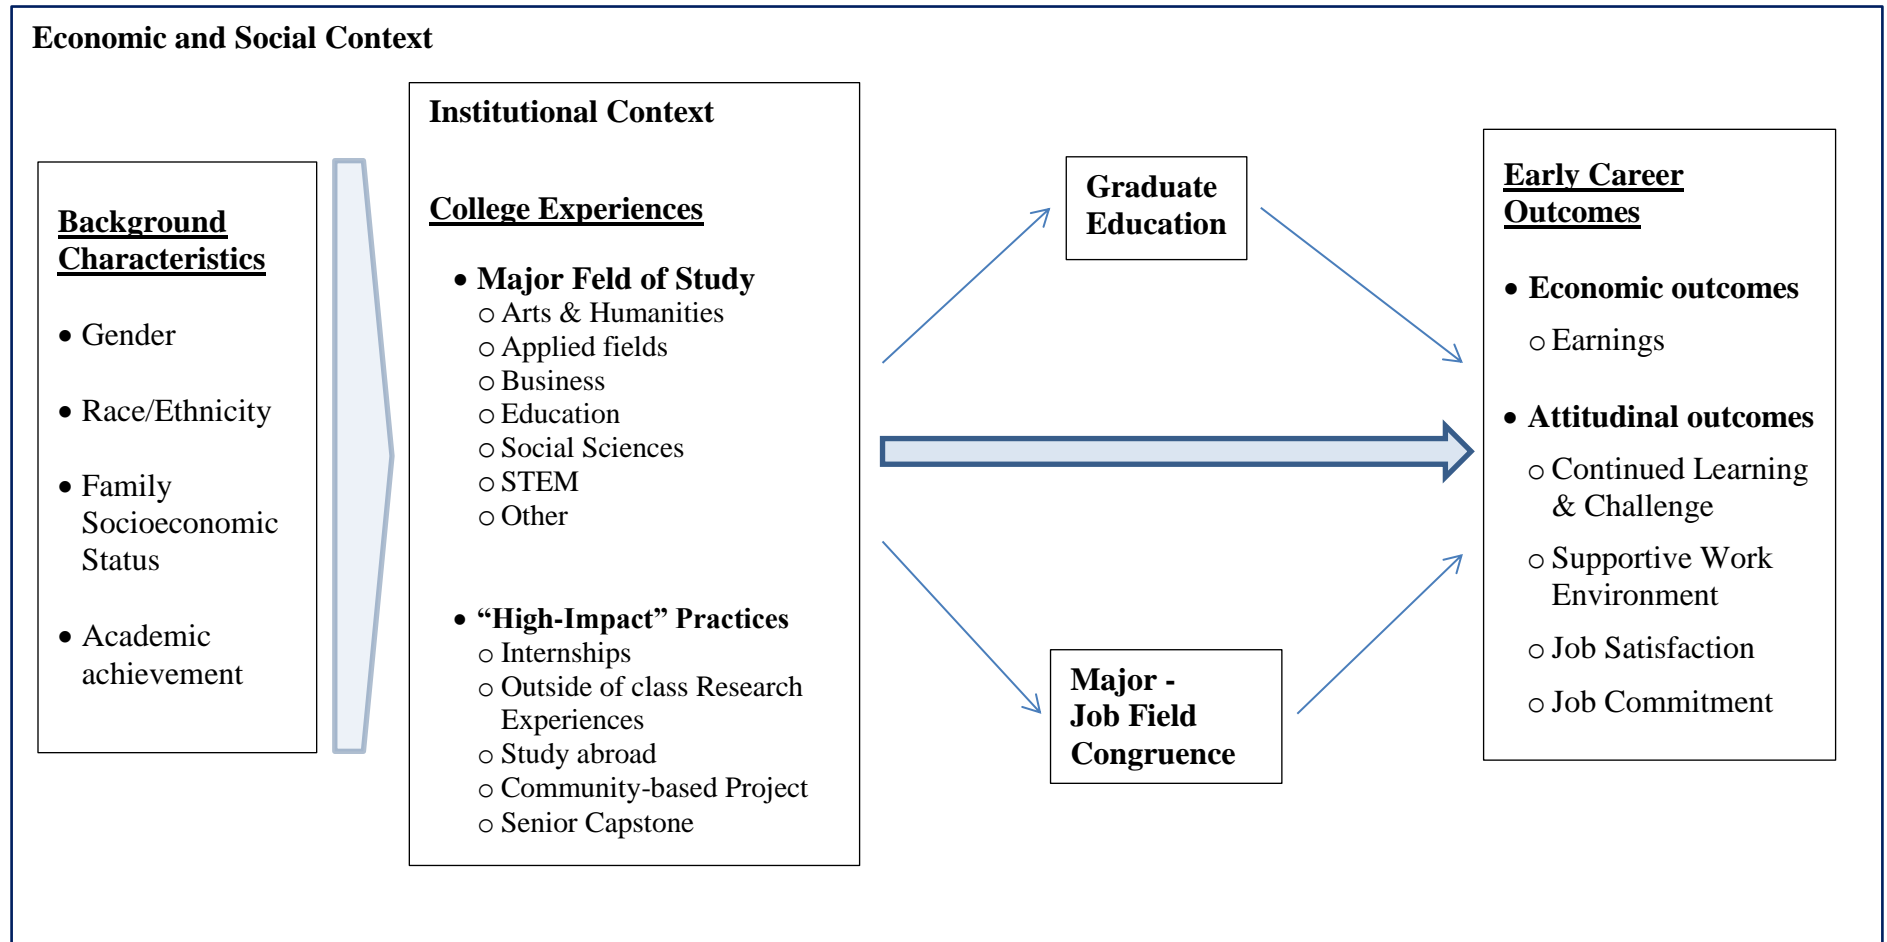 Economic and Social Context
Background
Characteristics
• Gender
• Race/Ethnicity
• Family
Socioeconomic
Status
• Academic
achievement
Institutional Context
College Experiences
• Major Feld of Study
o Arts & Humanities
o Applied fields
o Business
o Education
o Social Sciences
o STEM
o Other
• “High-Impact” Practices
o Internships
o Outside of class Research
Experiences
o Study abroad
o Community-based Project
o Senior Capstone
Graduate
Education
Major -
Job Field
Congruence
Early Career
Outcomes
• Economic outcomes
o Earnings
• Attitudinal outcomes
o Continued Learning
& Challenge
o Supportive Work
Environment
o Job Satisfaction
o Job Commitment